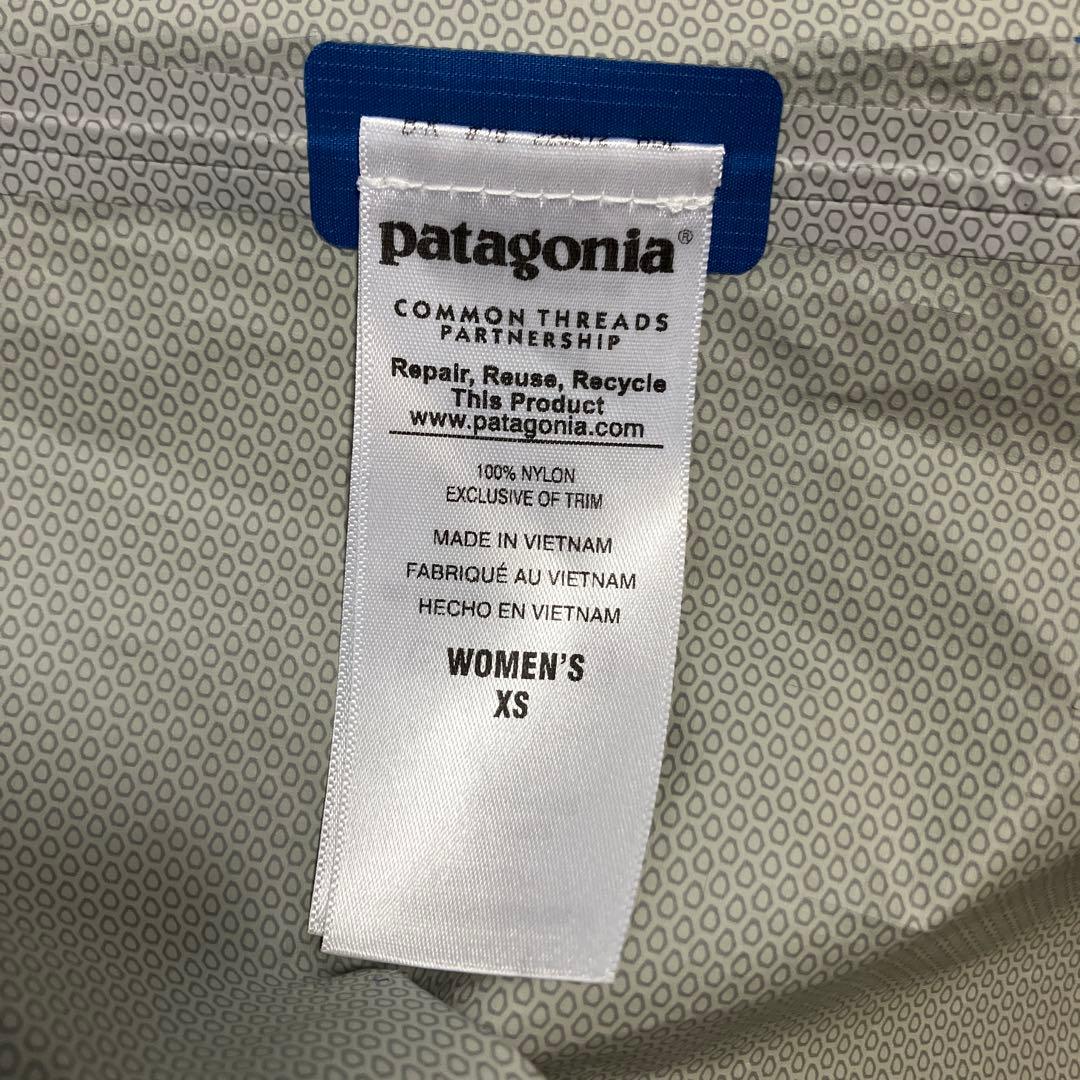 patagonia®
COMMON THREADS
PARTNERSHIP
Repair, Reuse, Recycle
This Product
www.patagonia.com
100% NYLON
EXCLUSIVE OF TRIM
MADE IN VIETNAM
FABRIQUÉ AU VIETNAM
HECHO EN VIETNAM
WOMEN'S
XS